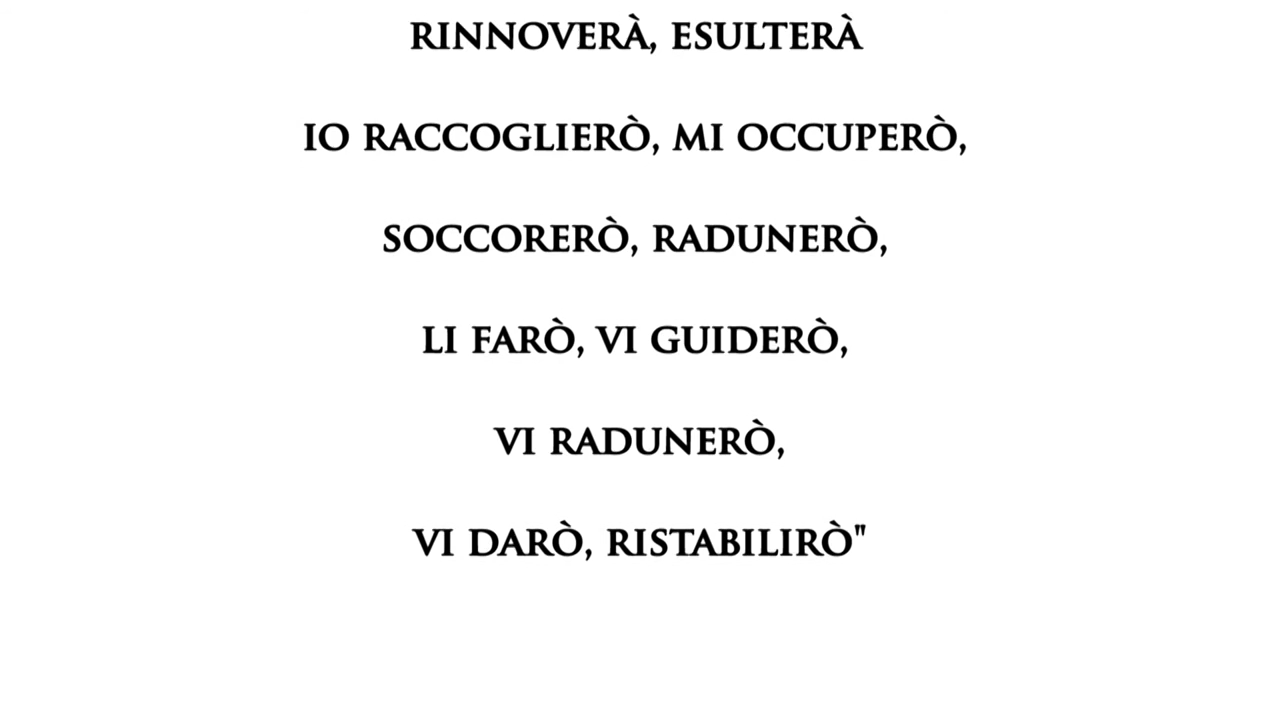 RINNOVERÀ, ESULTERÀ
IO RACCOGLIERÒ, MI OCCUPERÒ,
SOCCORERÒ, RADUNERÒ,
LI FARÒ, VI GUIDERÒ,
VI RADUNERÒ,
VI DARÒ, RISTABILIRÒ"